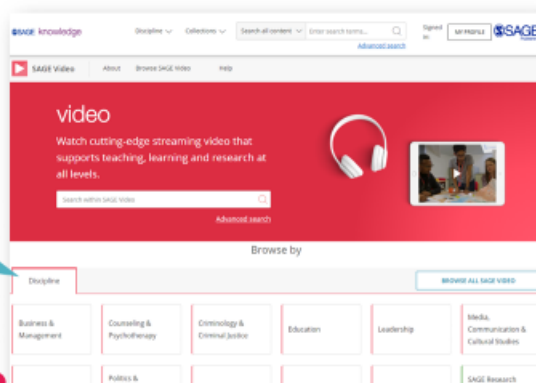 SAGE knowledge
Discipline
Collections
Search all content
Enter search terms...
Signed in:
MY PROFILE
SAGE
Advanced search
SAGE Video
About
Browse SAGE Video
Help
video
Watch cutting-edge streaming video that
supports teaching, learning and research at
all levels.
Search within SAGE Video
Advanced search
Browse by
Discipline
BROWSE ALL SAGE VIDEO
Business &
Management
Counseling &
Psychotherapy
Criminology &
Criminal Justice
Education
Leadership
Media,
Communication &
Cultural Studies
Politics &
SAGE Research